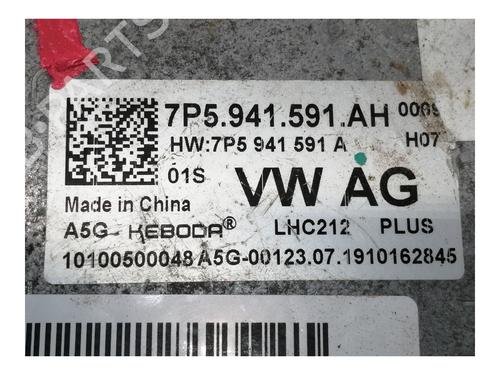 7P5.941.591.AH 0069
HW:7P5 941 591 A H07
01S VW AG
Made in China
A5G- KEBODA® LHC212 PLUS
10100500048 A5G-00123.07.1910162845